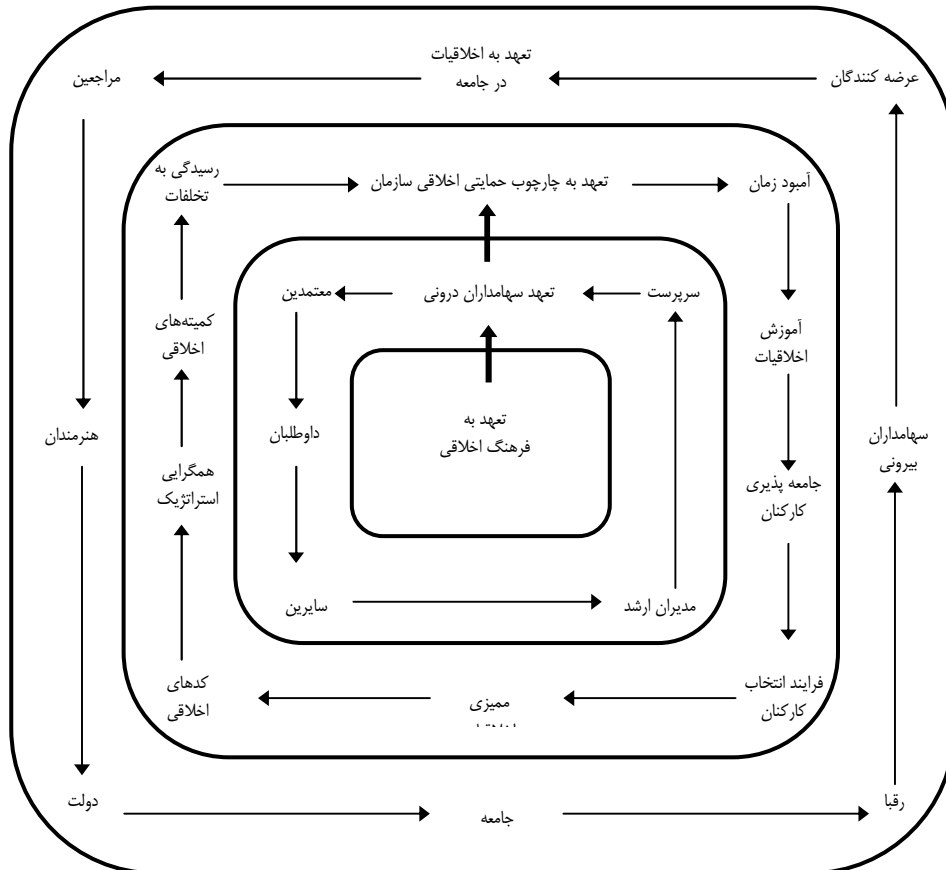 تعهد به اخلاقیات
در جامعه
عرضه کنندگان
مراجعین
آمبود زمان
تعهد به چارچوب حمایتی اخلاقی سازمان
رسیدگی به
تخلفات
سرپرست
تعهد سهامداران درونی
معتمدین
کمیته‌های
اخلاقی
آموزش
اخلاقیات
تعهد به
فرهنگ اخلاقی
سهامداران
بیرونی
داوطلبان
هنرمندان
جامعه پذیری
کارکنان
همگرایی
استراتژیک
مدیران ارشد
سایرین
فرایند انتخاب
کارکنان
ممیزی
کدهای
اخلاقی
رقبا
جامعه
دولت